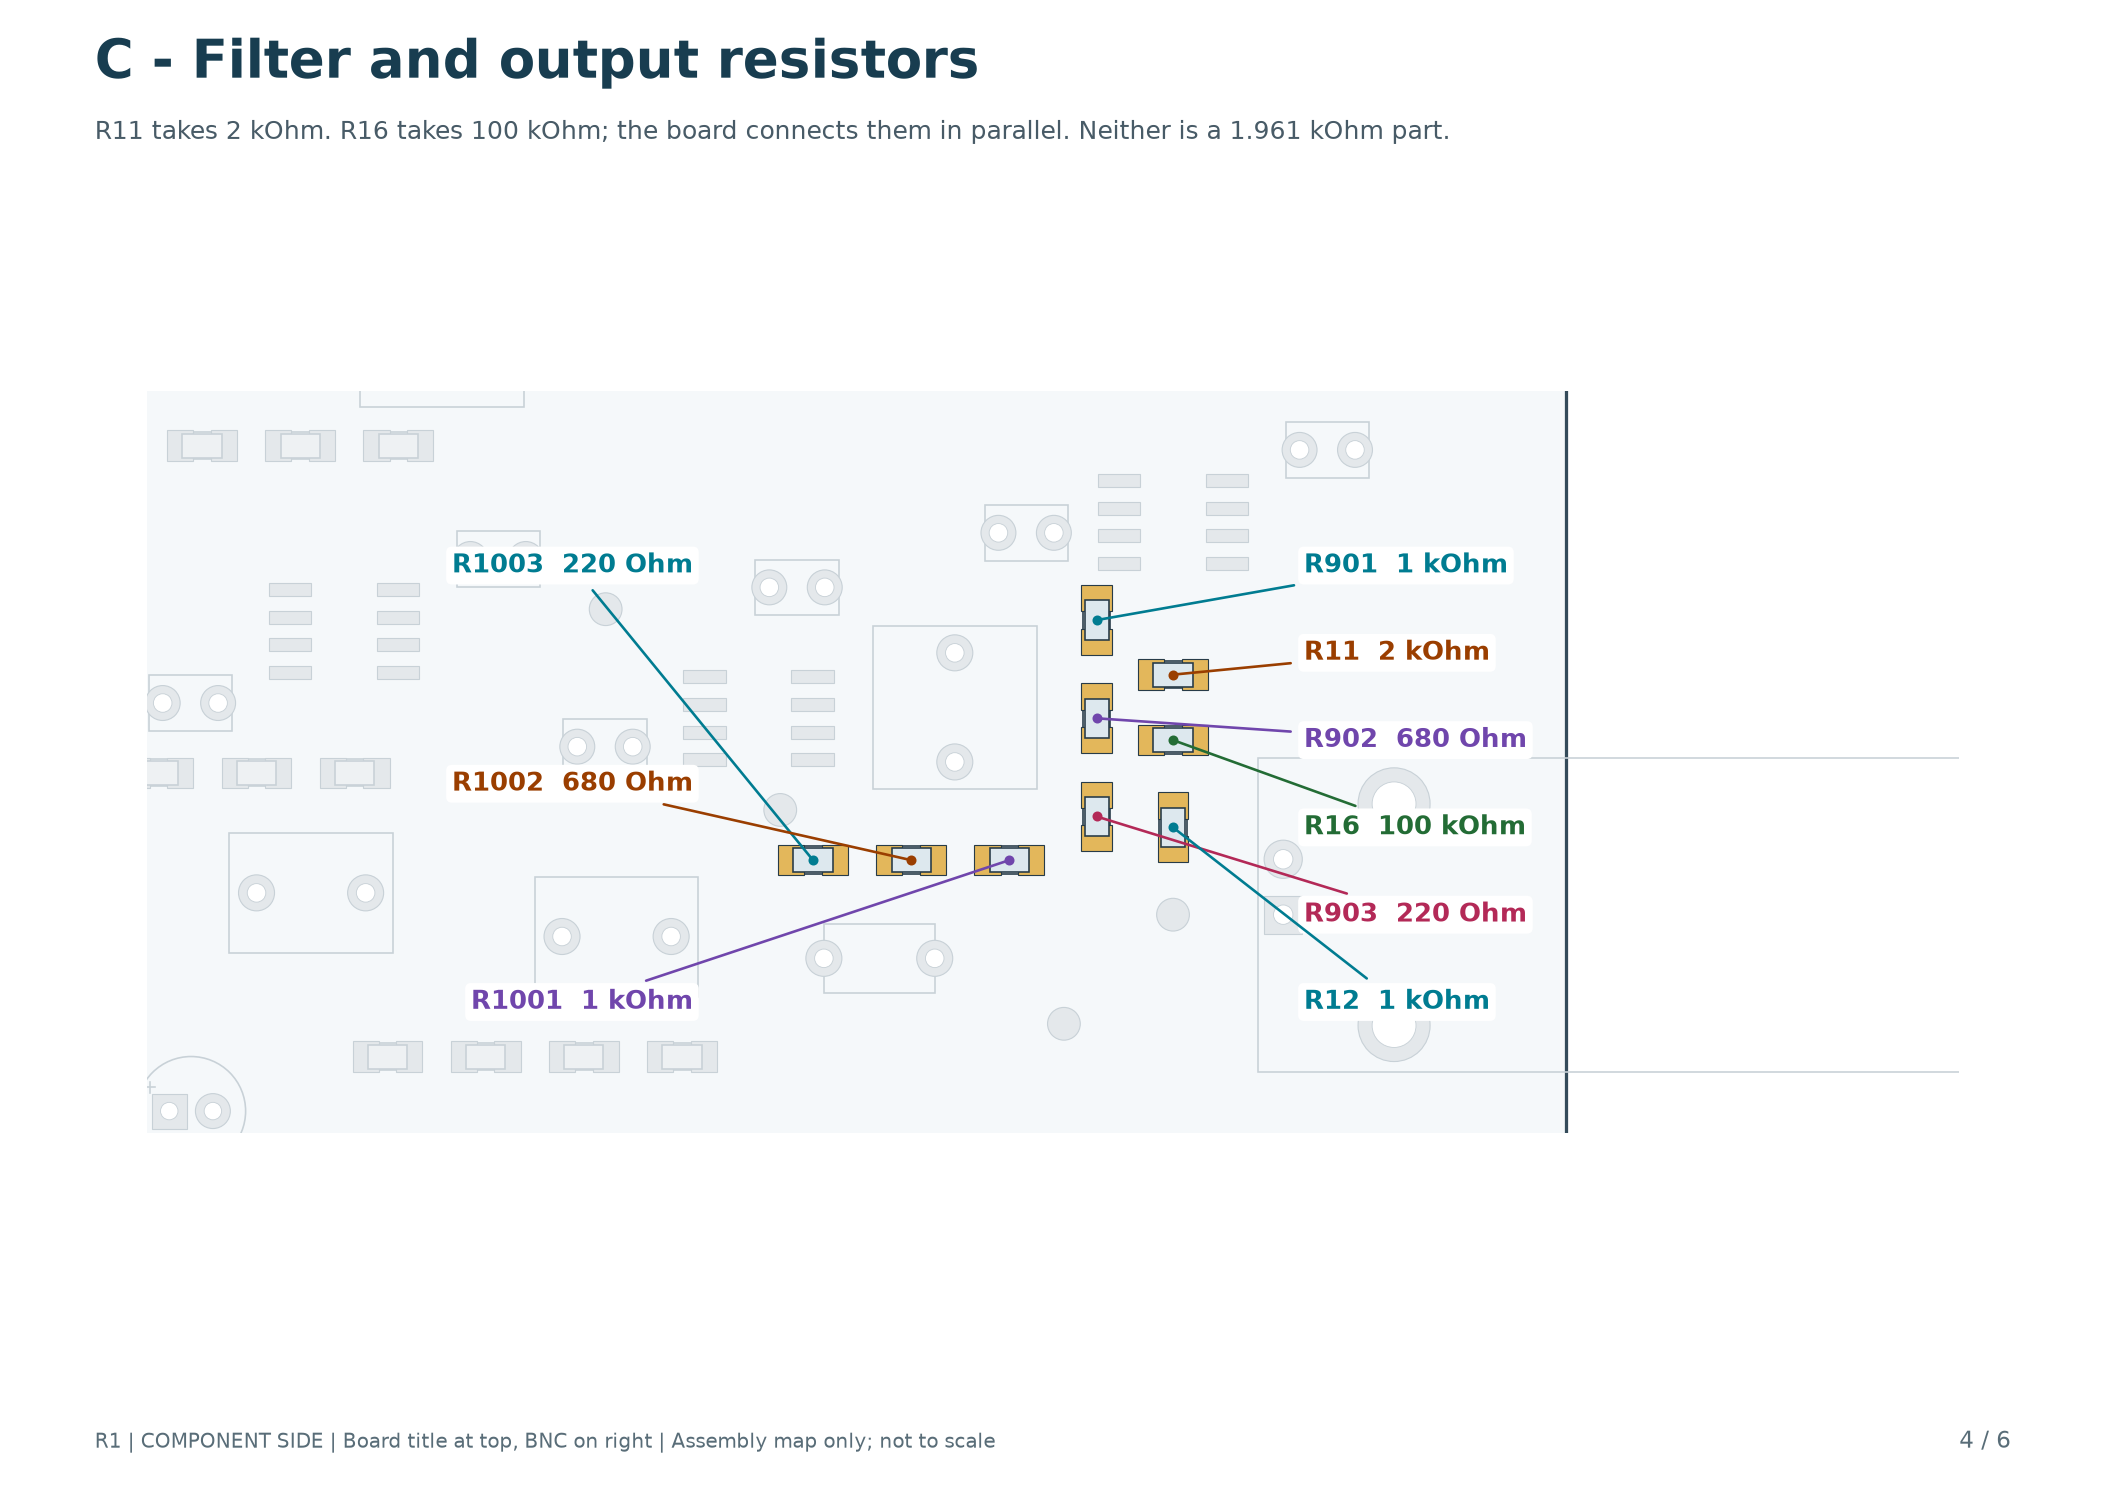 C - Filter and output resistors
R11 takes 2 kOhm. R16 takes 100 kOhm; the board connects them in parallel. Neither is a 1.961 kOhm part.
R1003 220 Ohm
R901 1 kOhm
R11 2 kOhm
R902 680 Ohm
R1002 680 Ohm
R16 100 kOhm
R903 220 Ohm
R1001 1 kOhm
R12 1 kOhm
+
R1 | COMPONENT SIDE | Board title at top, BNC on right | Assembly map only; not to scale
4 / 6